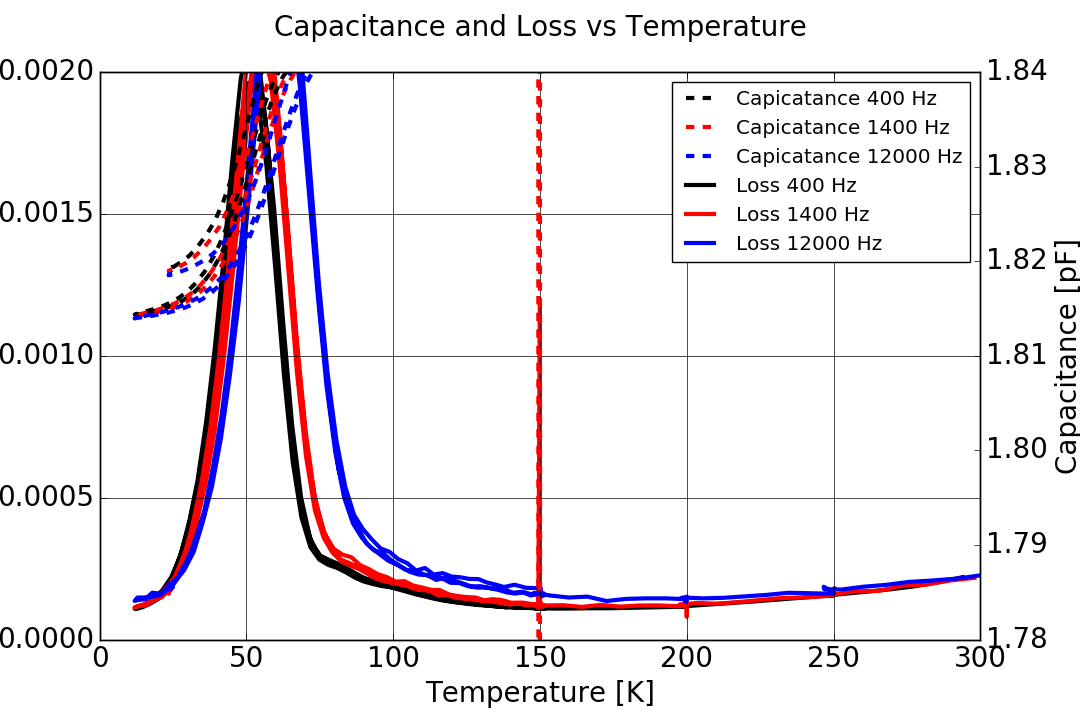 Capacitance and Loss vs Temperature
0.0020
0.0015
0.0010
0.0005
0.0000
1.84
1.83
1.82
1.81
1.80
1.79
1.78
Capacitance [pF]
Capicatance 400 Hz
Capicatance 1400 Hz
Capicatance 12000 Hz
Loss 400 Hz
Loss 1400 Hz
Loss 12000 Hz
0 50 100 150 200 250 300
Temperature [K]